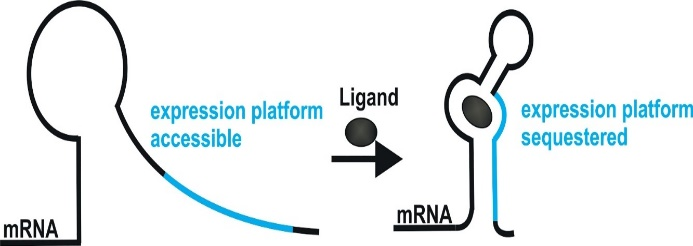 expression platform
accessible
mRNA
Ligand
expression platform
sequestered
mRNA